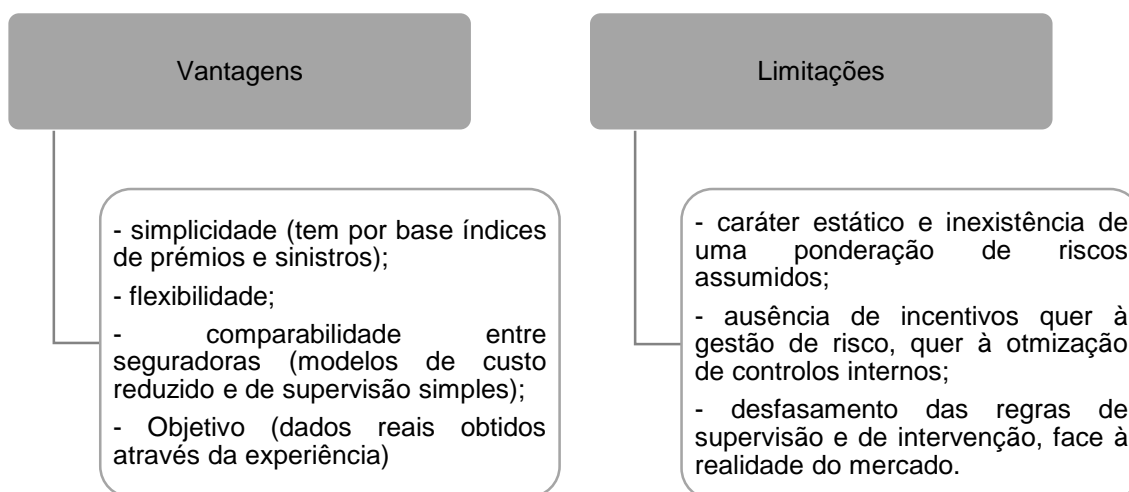 Vantagens
- simplicidade (tem por base índices
de prémios e sinistros);
- flexibilidade;
- comparabilidade entre
seguradoras (modelos de custo
reduzido e de supervisão simples);
- Objetivo (dados reais obtidos
através da experiência)
Limitações
- caráter estático e inexistência de
uma ponderação de riscos
assumidos;
- ausência de incentivos quer à
gestão de risco, quer à otmização
de controlos internos;
- desfasamento das regras de
supervisão e de intervenção, face à
realidade do mercado.